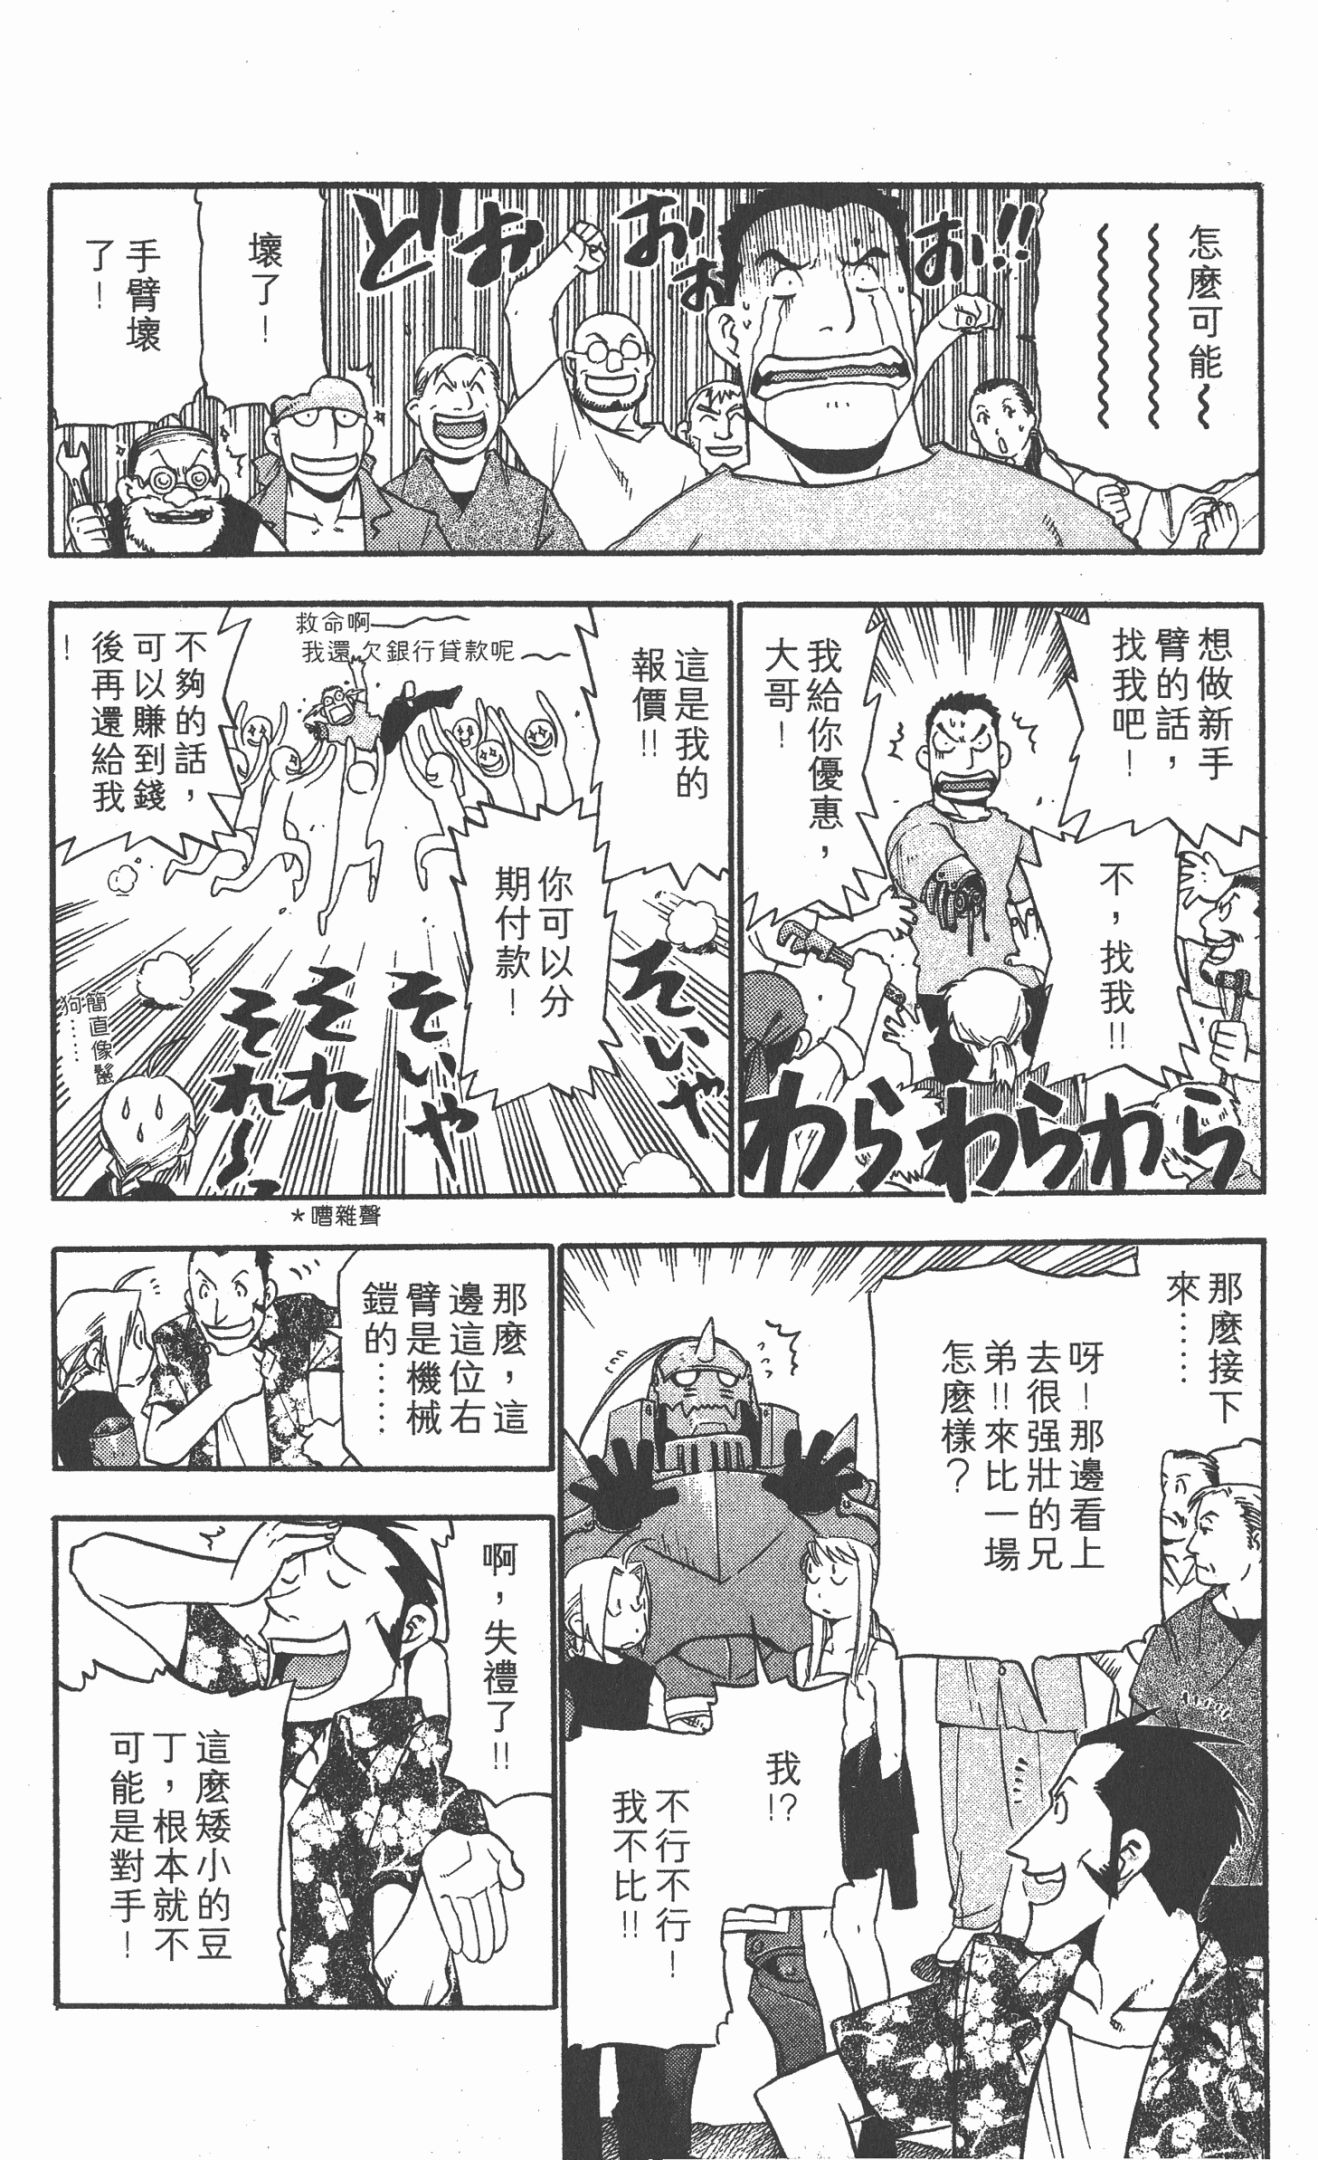 怎麼可能~
どおおおお!!
壞了！
手臂壞
了！
想做新手
臂的話，
找我吧！
不，找我!!
我給你優惠，
大哥！
わらわらわら
這是我的
報價!!
你可以分
期付款！
救命啊
我還欠銀行貸款呢
不夠的話，
可以賺到錢
後再還給我
！
そいや
そいや
それ
それ～
簡直像鬣
狗……
＊嘈雜聲
那麼接下
來……
呀！那邊看上
去很强壯的兄
弟!!來比一場
怎麼樣？
我!?
不行不行！
我不比!!
那麼，這
邊這位右
臂是機械
鎧的……
啊，失禮了!!
這麼矮小的豆
丁，根本就不
可能是對手！